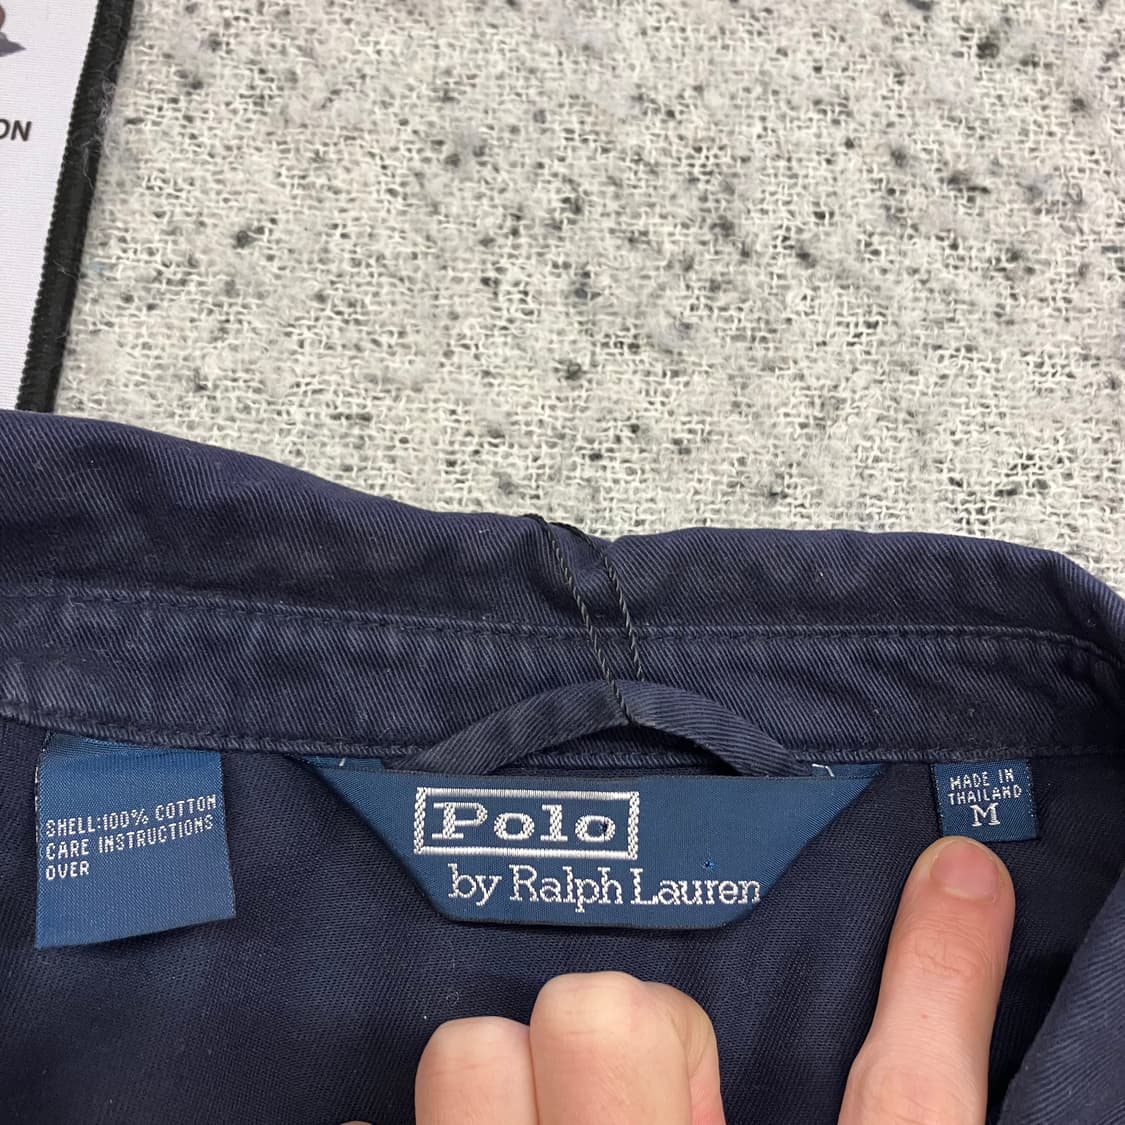 ON
SHELL:100% COTTON
CARE INSTRUCTIONS
OVER
Polo
by Ralph Lauren
MADE IN
THAILAND
M